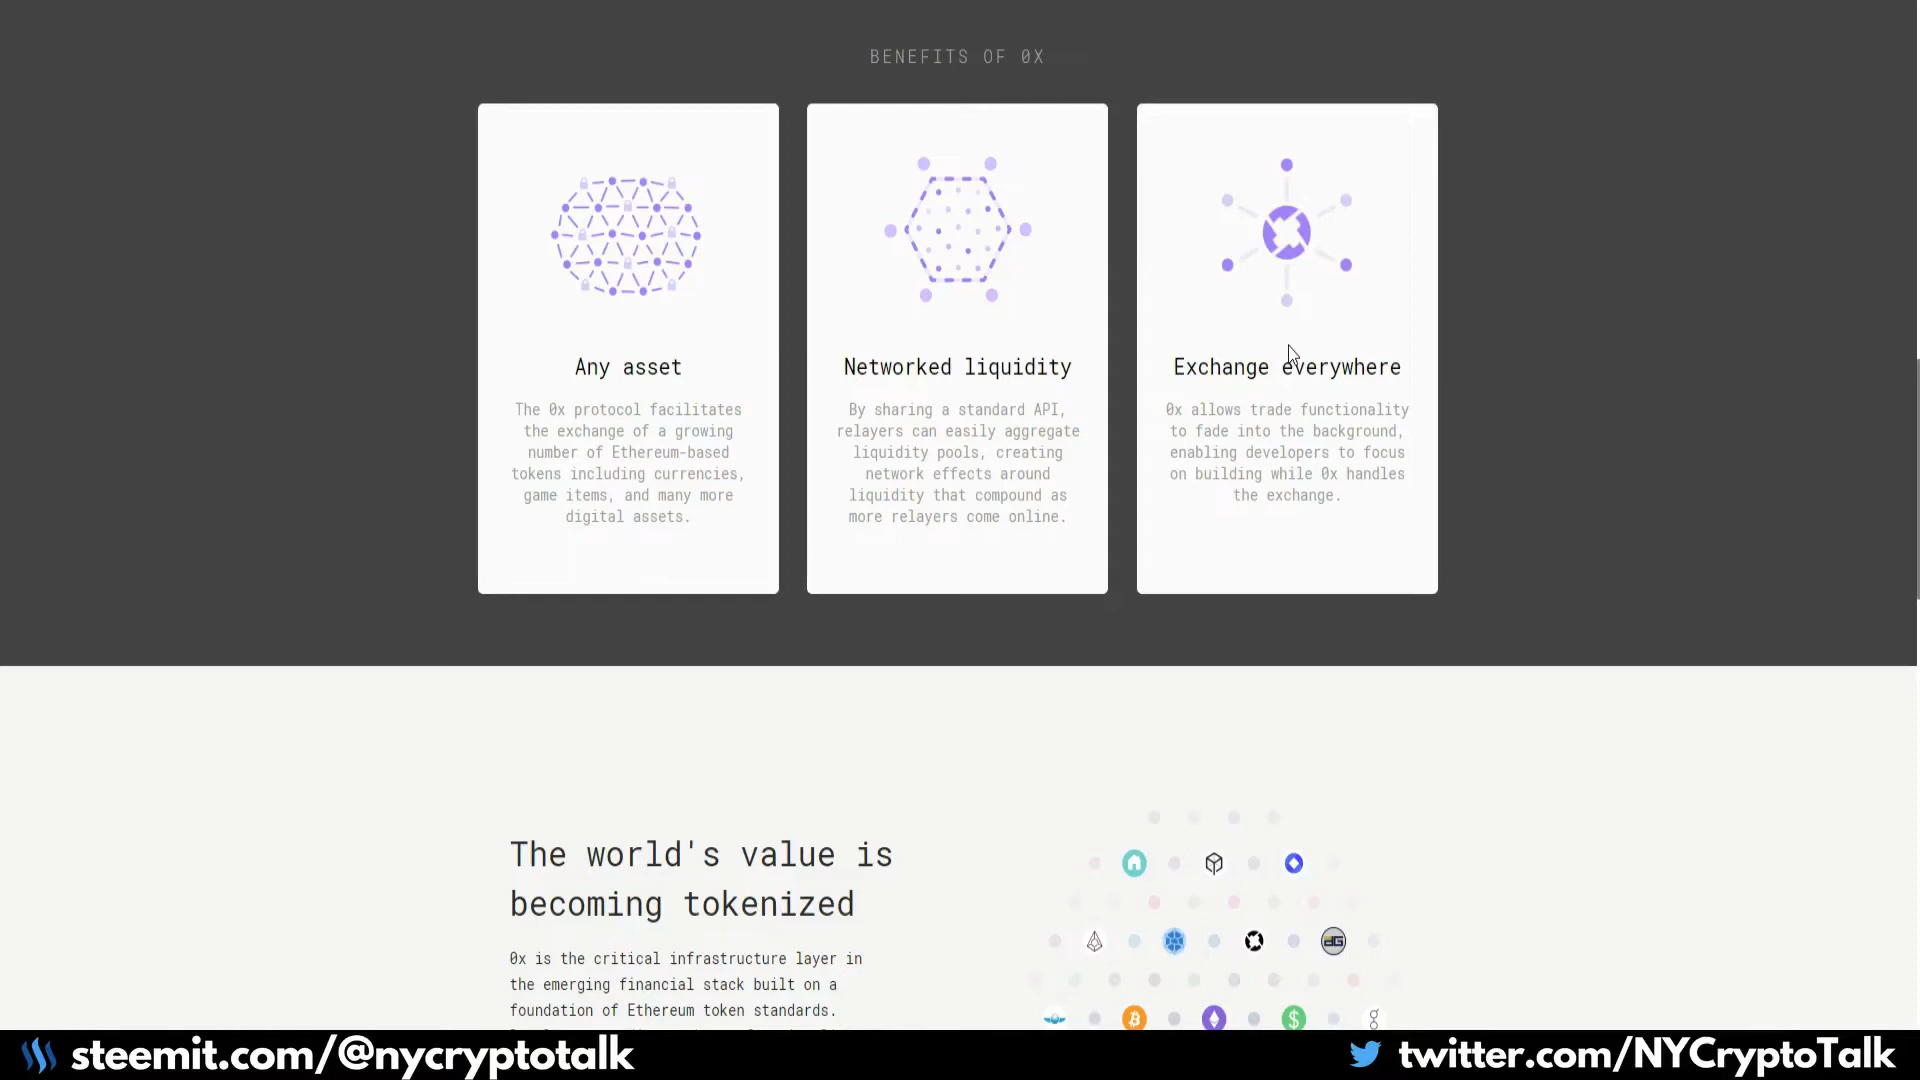 BENEFITS OF 0X
Any asset
The 0x protocol facilitates
the exchange of a growing
number of Ethereum-based
tokens including currencies,
game items, and many more
digital assets.
Networked liquidity
By sharing a standard API,
relayers can easily aggregate
liquidity pools, creating
network effects around
liquidity that compound as
more relayers come online.
Exchange everywhere
0x allows trade functionality
to fade into the background,
enabling developers to focus
on building while 0x handles
the exchange.
The world's value is
becoming tokenized
0x is the critical infrastructure layer in
the emerging financial stack built on a
foundation of Ethereum token standards.
steemit.com/@nycryptotalk
twitter.com/NYCryptoTalk